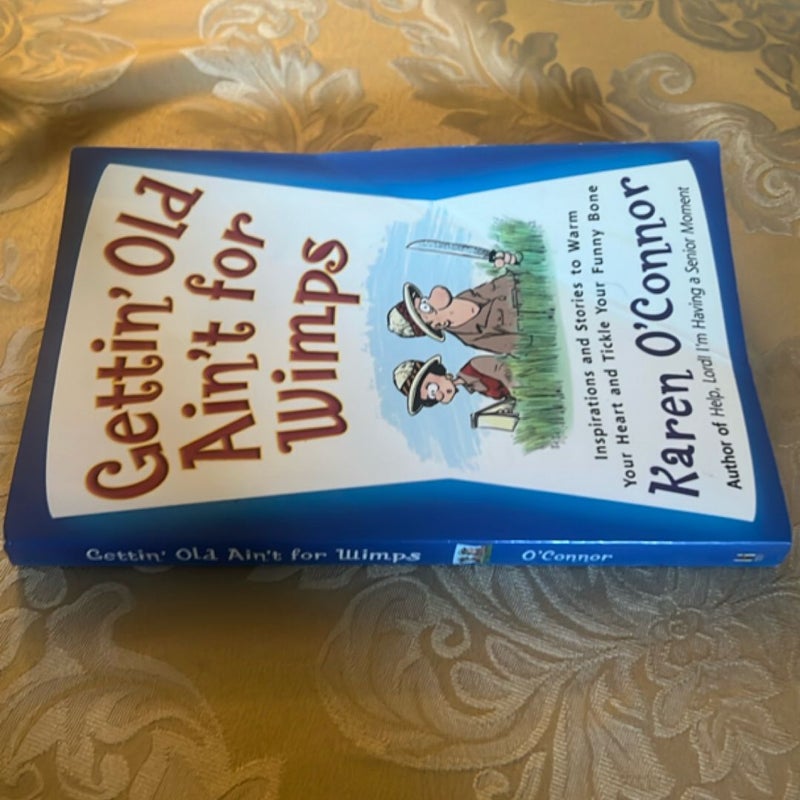 Gettin' Old
Ain't for
Wimps
Inspirations and Stories to Warm
Your Heart and Tickle Your Funny Bone
Karen O'Connor
Author of Help, Lord! I'm Having a Senior Moment
Gettin' Old Ain't for Wimps O'Connor